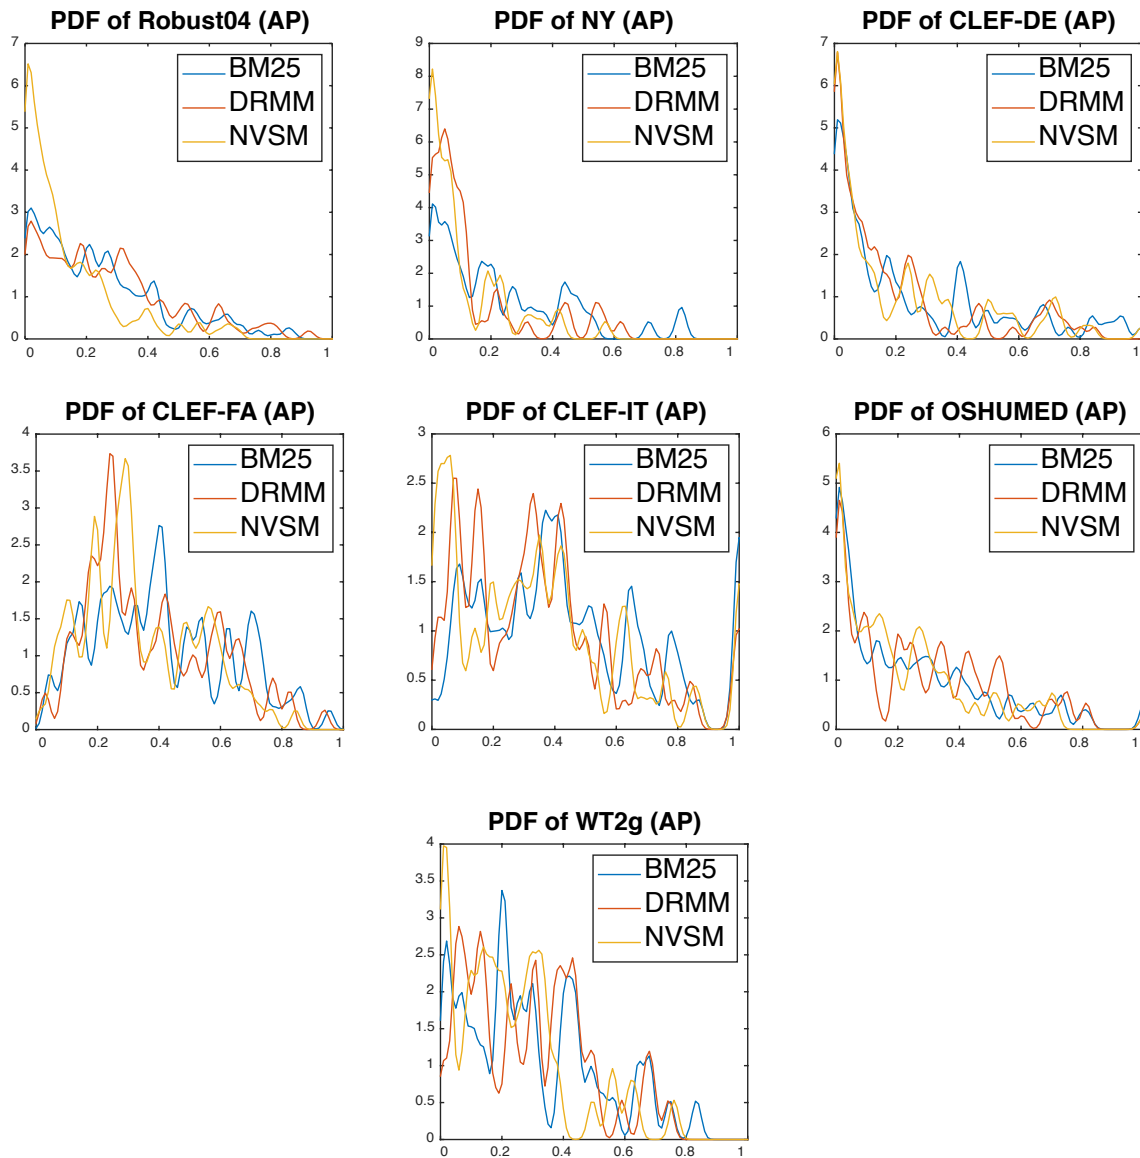 PDF of Robust04 (AP)
7
6
5
4
3
2
1
0
0 0.2 0.4 0.6 0.8 1
BM25
DRMM
NVSM
PDF of NY (AP)
9
8
7
6
5
4
3
2
1
0
0 0.2 0.4 0.6 0.8 1
BM25
DRMM
NVSM
PDF of CLEF-DE (AP)
7
6
5
4
3
2
1
0
0 0.2 0.4 0.6 0.8 1
BM25
DRMM
NVSM
PDF of CLEF-FA (AP)
4
3.5
3
2.5
2
1.5
1
0.5
0
0 0.2 0.4 0.6 0.8 1
BM25
DRMM
NVSM
PDF of CLEF-IT (AP)
3
2.5
2
1.5
1
0.5
0
0 0.2 0.4 0.6 0.8 1
BM25
DRMM
NVSM
PDF of OSHUMED (AP)
6
5
4
3
2
1
0
0 0.2 0.4 0.6 0.8 1
BM25
DRMM
NVSM
PDF of WT2g (AP)
4
3.5
3
2.5
2
1.5
1
0.5
0
0 0.2 0.4 0.6 0.8 1
BM25
DRMM
NVSM